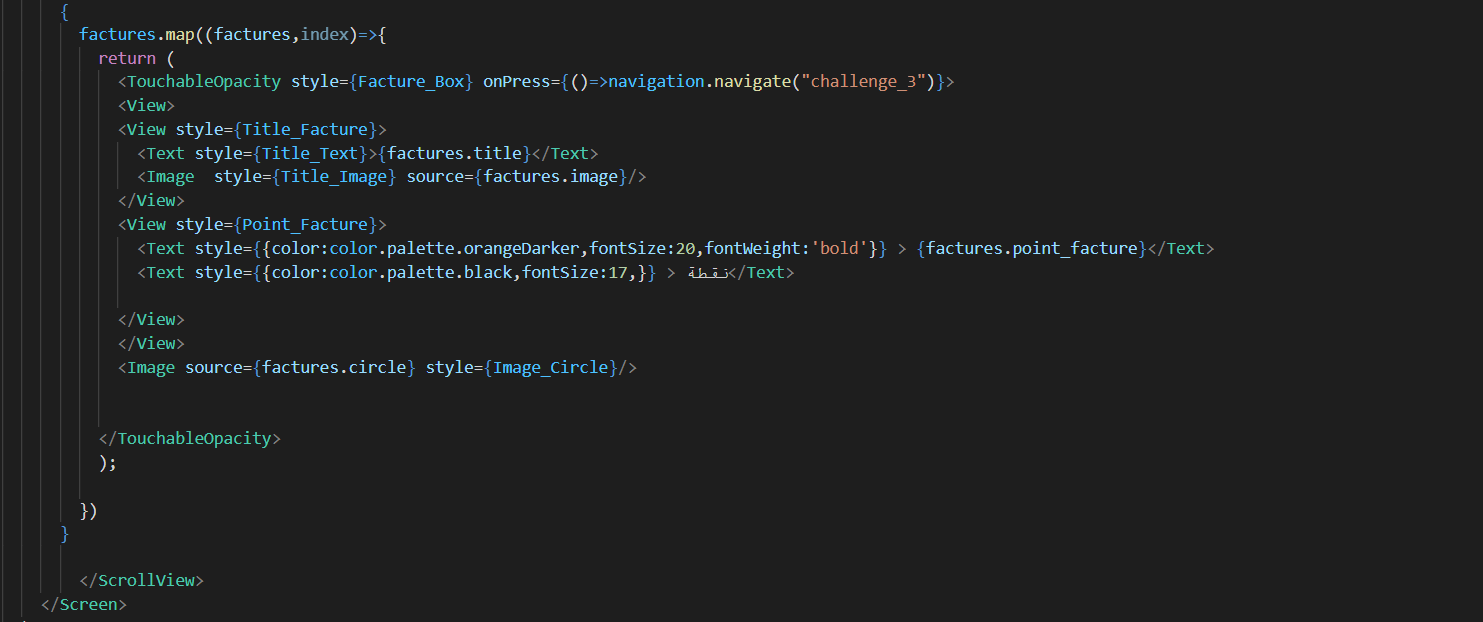 {
factures.map((factures,index)=>{
return (
<TouchableOpacity style={Facture_Box} onPress={()=>navigation.navigate("challenge_3")}>
<View>
<View style={Title_Facture}>
<Text style={Title_Text}>{factures.title}</Text>
<Image  style={Title_Image} source={factures.image}/>
</View>
<View style={Point_Facture}>
<Text style={{color:color.palette.orangeDarker,fontSize:20,fontWeight:'bold'}} > {factures.point_facture}</Text>
<Text style={{color:color.palette.black,fontSize:17,}} > نقطة</Text>
</View>
</View>
<Image source={factures.circle} style={Image_Circle}/>
</TouchableOpacity>
);
})
}
</ScrollView>
</Screen>